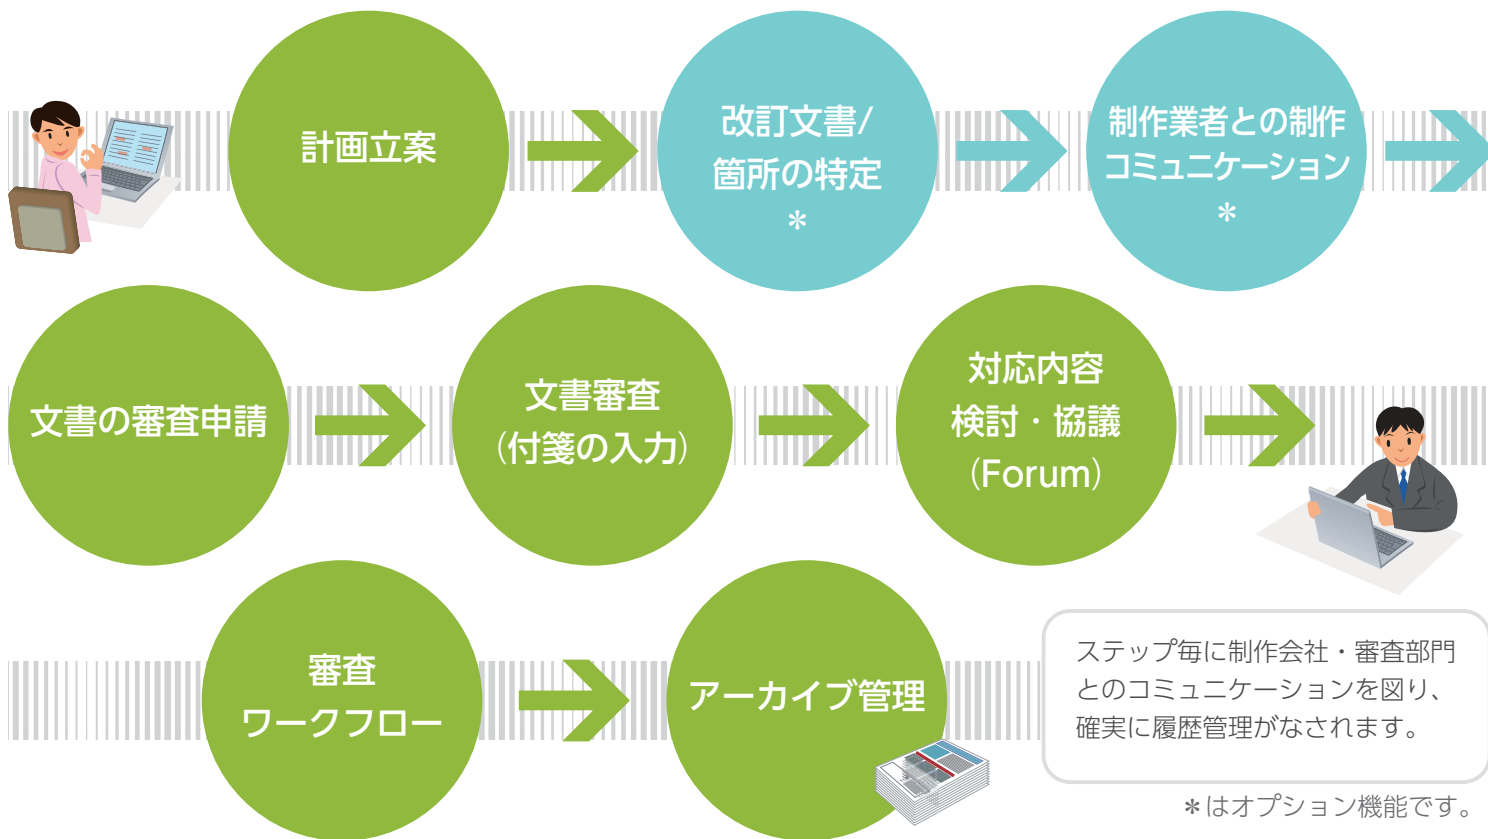 計画立案
改訂文書/
箇所の特定
＊
制作業者との制作
コミュニケーション
＊
文書の審査申請
文書審査
（付箋の入力）
対応内容
検討・協議
（Forum）
審査
ワークフロー
アーカイブ管理
ステップ毎に制作会社・審査部門
とのコミュニケーションを図り、
確実に履歴管理がなされます。
＊はオプション機能です。